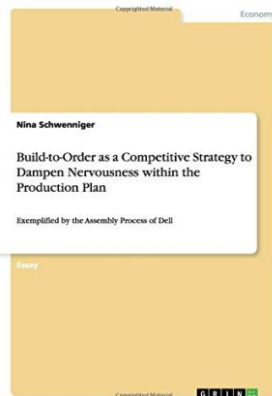 Copyrighted Material
Economy
Nina Schwenniger
Build-to-Order as a Competitive Strategy to
Dampen Nervousness within the
Production Plan
Exemplified by the Assembly Process of Dell
Essay
GRIN
Copyrighted Material